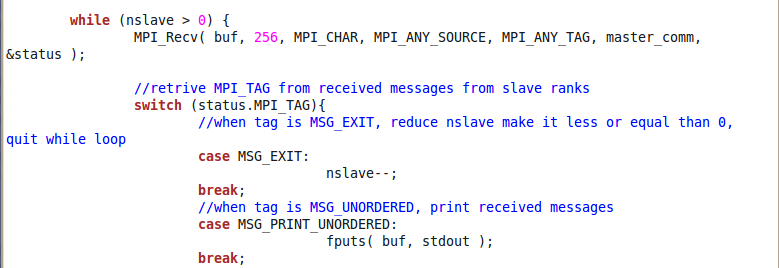 while (nslave > 0) {
MPI_Recv( buf, 256, MPI_CHAR, MPI_ANY_SOURCE, MPI_ANY_TAG, master_comm,
&status );
//retrive MPI_TAG from received messages from slave ranks
switch (status.MPI_TAG){
//when tag is MSG_EXIT, reduce nslave make it less or equal than 0,
quit while loop
case MSG_EXIT:
nslave--;
break;
//when tag is MSG_UNORDERED, print received messages
case MSG_PRINT_UNORDERED:
fputs( buf, stdout );
break;